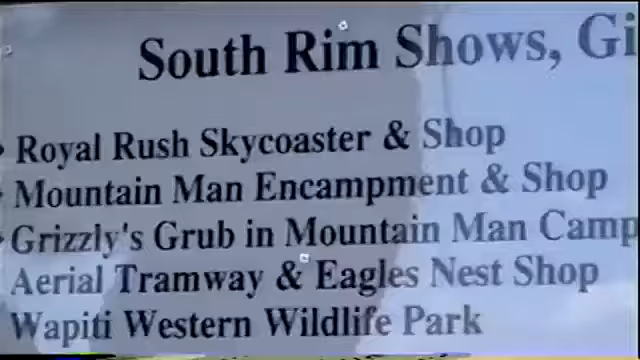 South Rim Shows, Gi
Royal Rush Skycoaster & Shop
Mountain Man Encampment & Shop
Grizzly's Grub in Mountain Man Camp
Aerial Tramway & Eagles Nest Shop
Wapiti Western Wildlife Park